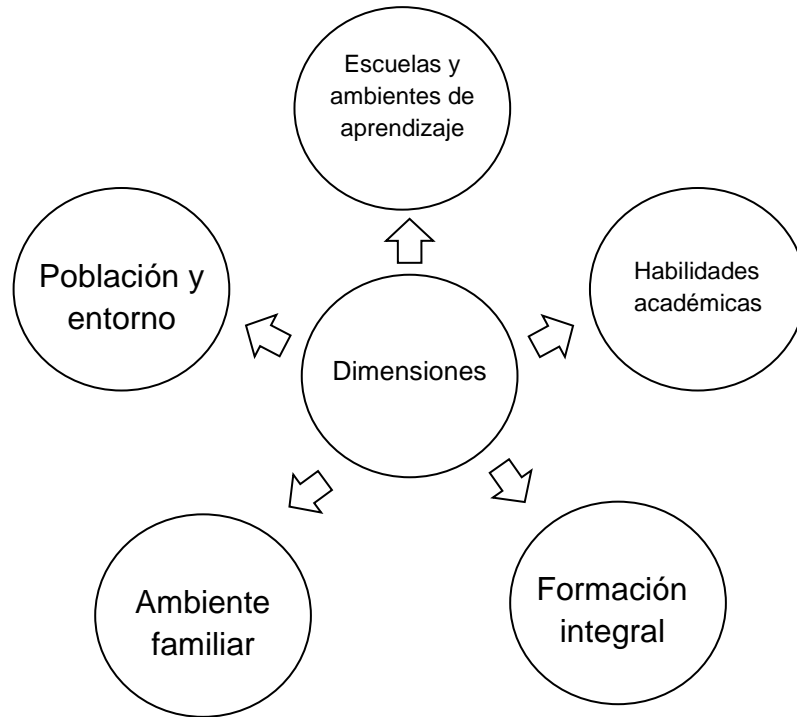 Escuelas y
ambientes de
aprendizaje
Población y
entorno
Habilidades
académicas
Dimensiones
Ambiente
familiar
Formación
integral